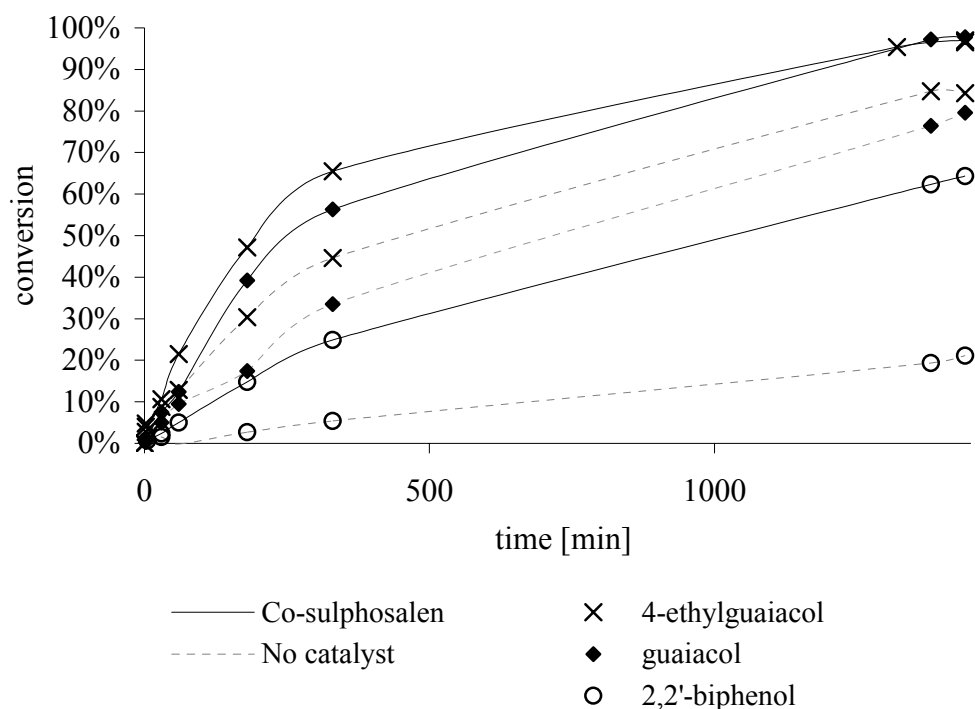 100%
90%
80%
70%
60%
50%
40%
30%
20%
10%
0%
conversion
0 500 1000
time [min]
Co-sulphosalen 4-ethylguaiacol
No catalyst guaiacol
2,2'-biphenol